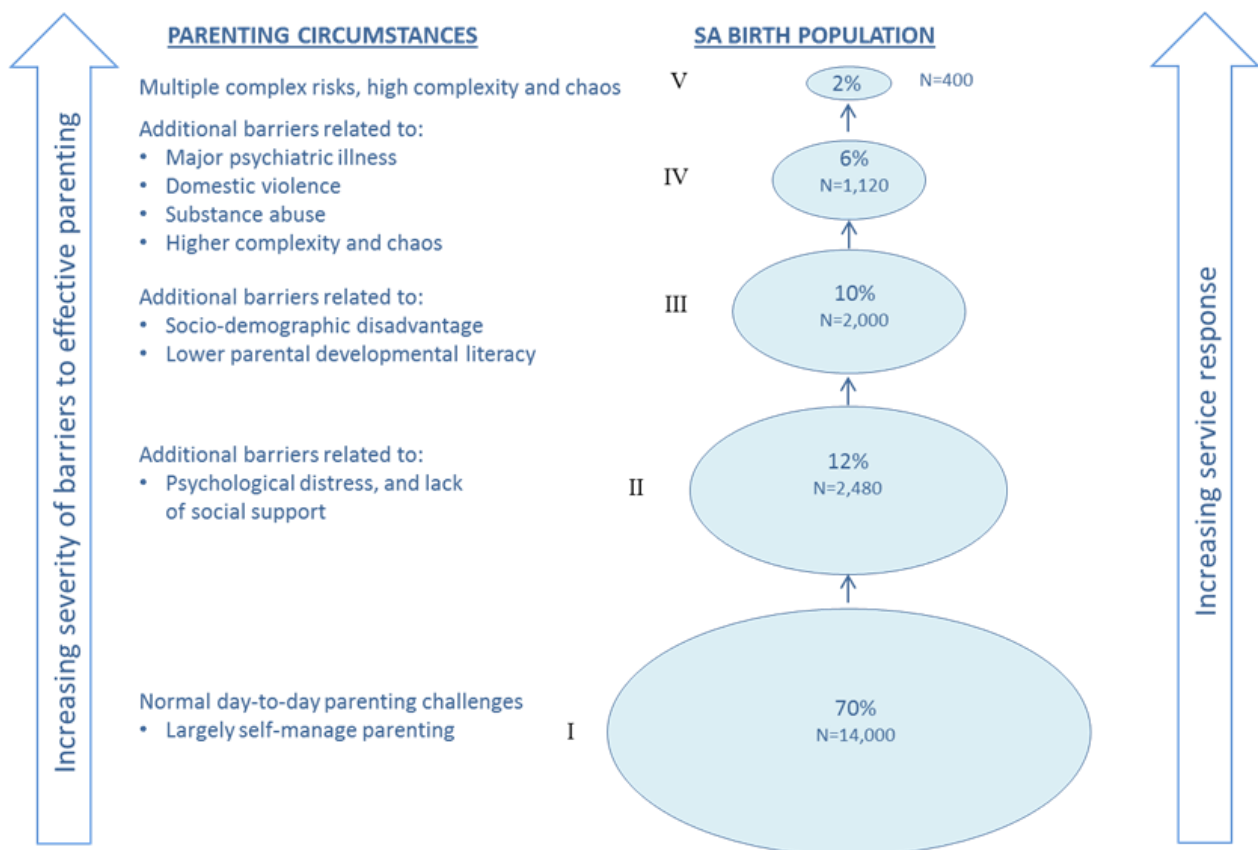 PARENTING CIRCUMSTANCES
SA BIRTH POPULATION
Increasing severity of barriers to effective parenting
Multiple complex risks, high complexity and chaos
V
2%
N=400
Additional barriers related to:
• Major psychiatric illness
• Domestic violence
• Substance abuse
• Higher complexity and chaos
IV
6%
N=1,120
Additional barriers related to:
• Socio-demographic disadvantage
• Lower parental developmental literacy
III
10%
N=2,000
Additional barriers related to:
• Psychological distress, and lack
of social support
II
12%
N=2,480
Normal day-to-day parenting challenges
• Largely self-manage parenting
I
70%
N=14,000
Increasing service response